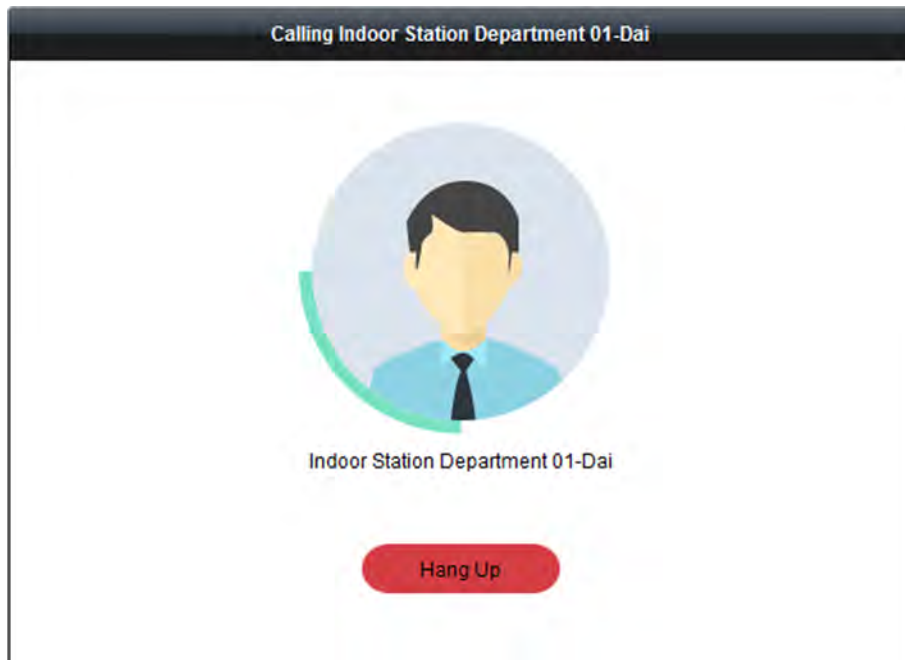 Calling Indoor Station Department 01-Dai
Indoor Station Department 01-Dai
Hang Up